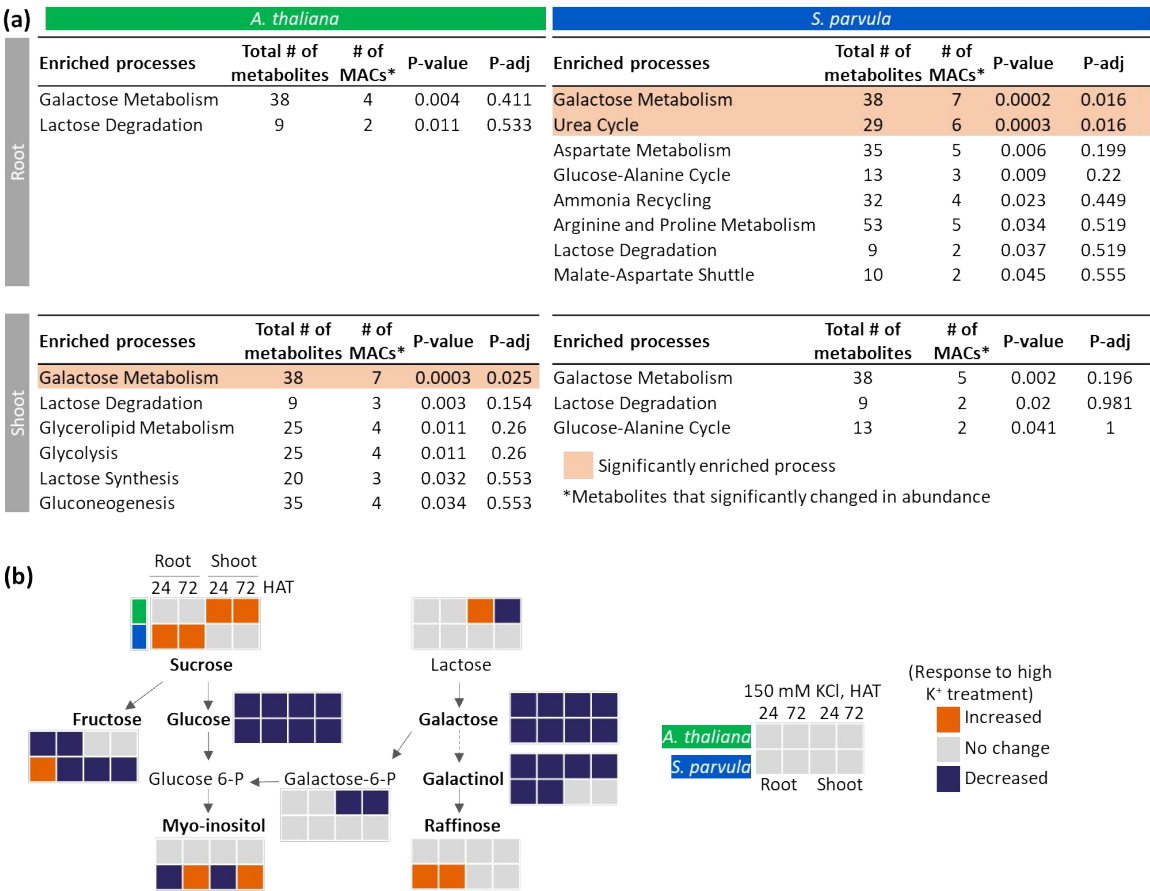 (a)
A. thaliana
S. parvula
Root
Enriched processes Total # of metabolites # of MACs* P-value P-adj
Galactose Metabolism 38 4 0.004 0.411
Lactose Degradation 9 2 0.011 0.533
Enriched processes Total # of metabolites # of MACs* P-value P-adj
Galactose Metabolism 38 7 0.0002 0.016
Urea Cycle 29 6 0.0003 0.016
Aspartate Metabolism 35 5 0.006 0.199
Glucose-Alanine Cycle 13 3 0.009 0.22
Ammonia Recycling 32 4 0.023 0.449
Arginine and Proline Metabolism 53 5 0.034 0.519
Lactose Degradation 9 2 0.037 0.519
Malate-Aspartate Shuttle 10 2 0.045 0.555
Shoot
Enriched processes Total # of metabolites # of MACs* P-value P-adj
Galactose Metabolism 38 7 0.0003 0.025
Lactose Degradation 9 3 0.003 0.154
Glycerolipid Metabolism 25 4 0.011 0.26
Glycolysis 25 4 0.011 0.26
Lactose Synthesis 20 3 0.032 0.553
Gluconeogenesis 35 4 0.034 0.553
Enriched processes Total # of metabolites # of MACs* P-value P-adj
Galactose Metabolism 38 5 0.002 0.196
Lactose Degradation 9 2 0.02 0.981
Glucose-Alanine Cycle 13 2 0.041 1
Significantly enriched process
*Metabolites that significantly changed in abundance
(b)
Root Shoot
24 72 24 72 HAT
Sucrose
Lactose
Fructose
Glucose
Galactose
Glucose 6-P
Galactose-6-P
Galactinol
Myo-inositol
Raffinose
150 mM KCl, HAT
24 72 24 72
A. thaliana
S. parvula
Root Shoot
(Response to high
K⁺ treatment)
Increased
No change
Decreased